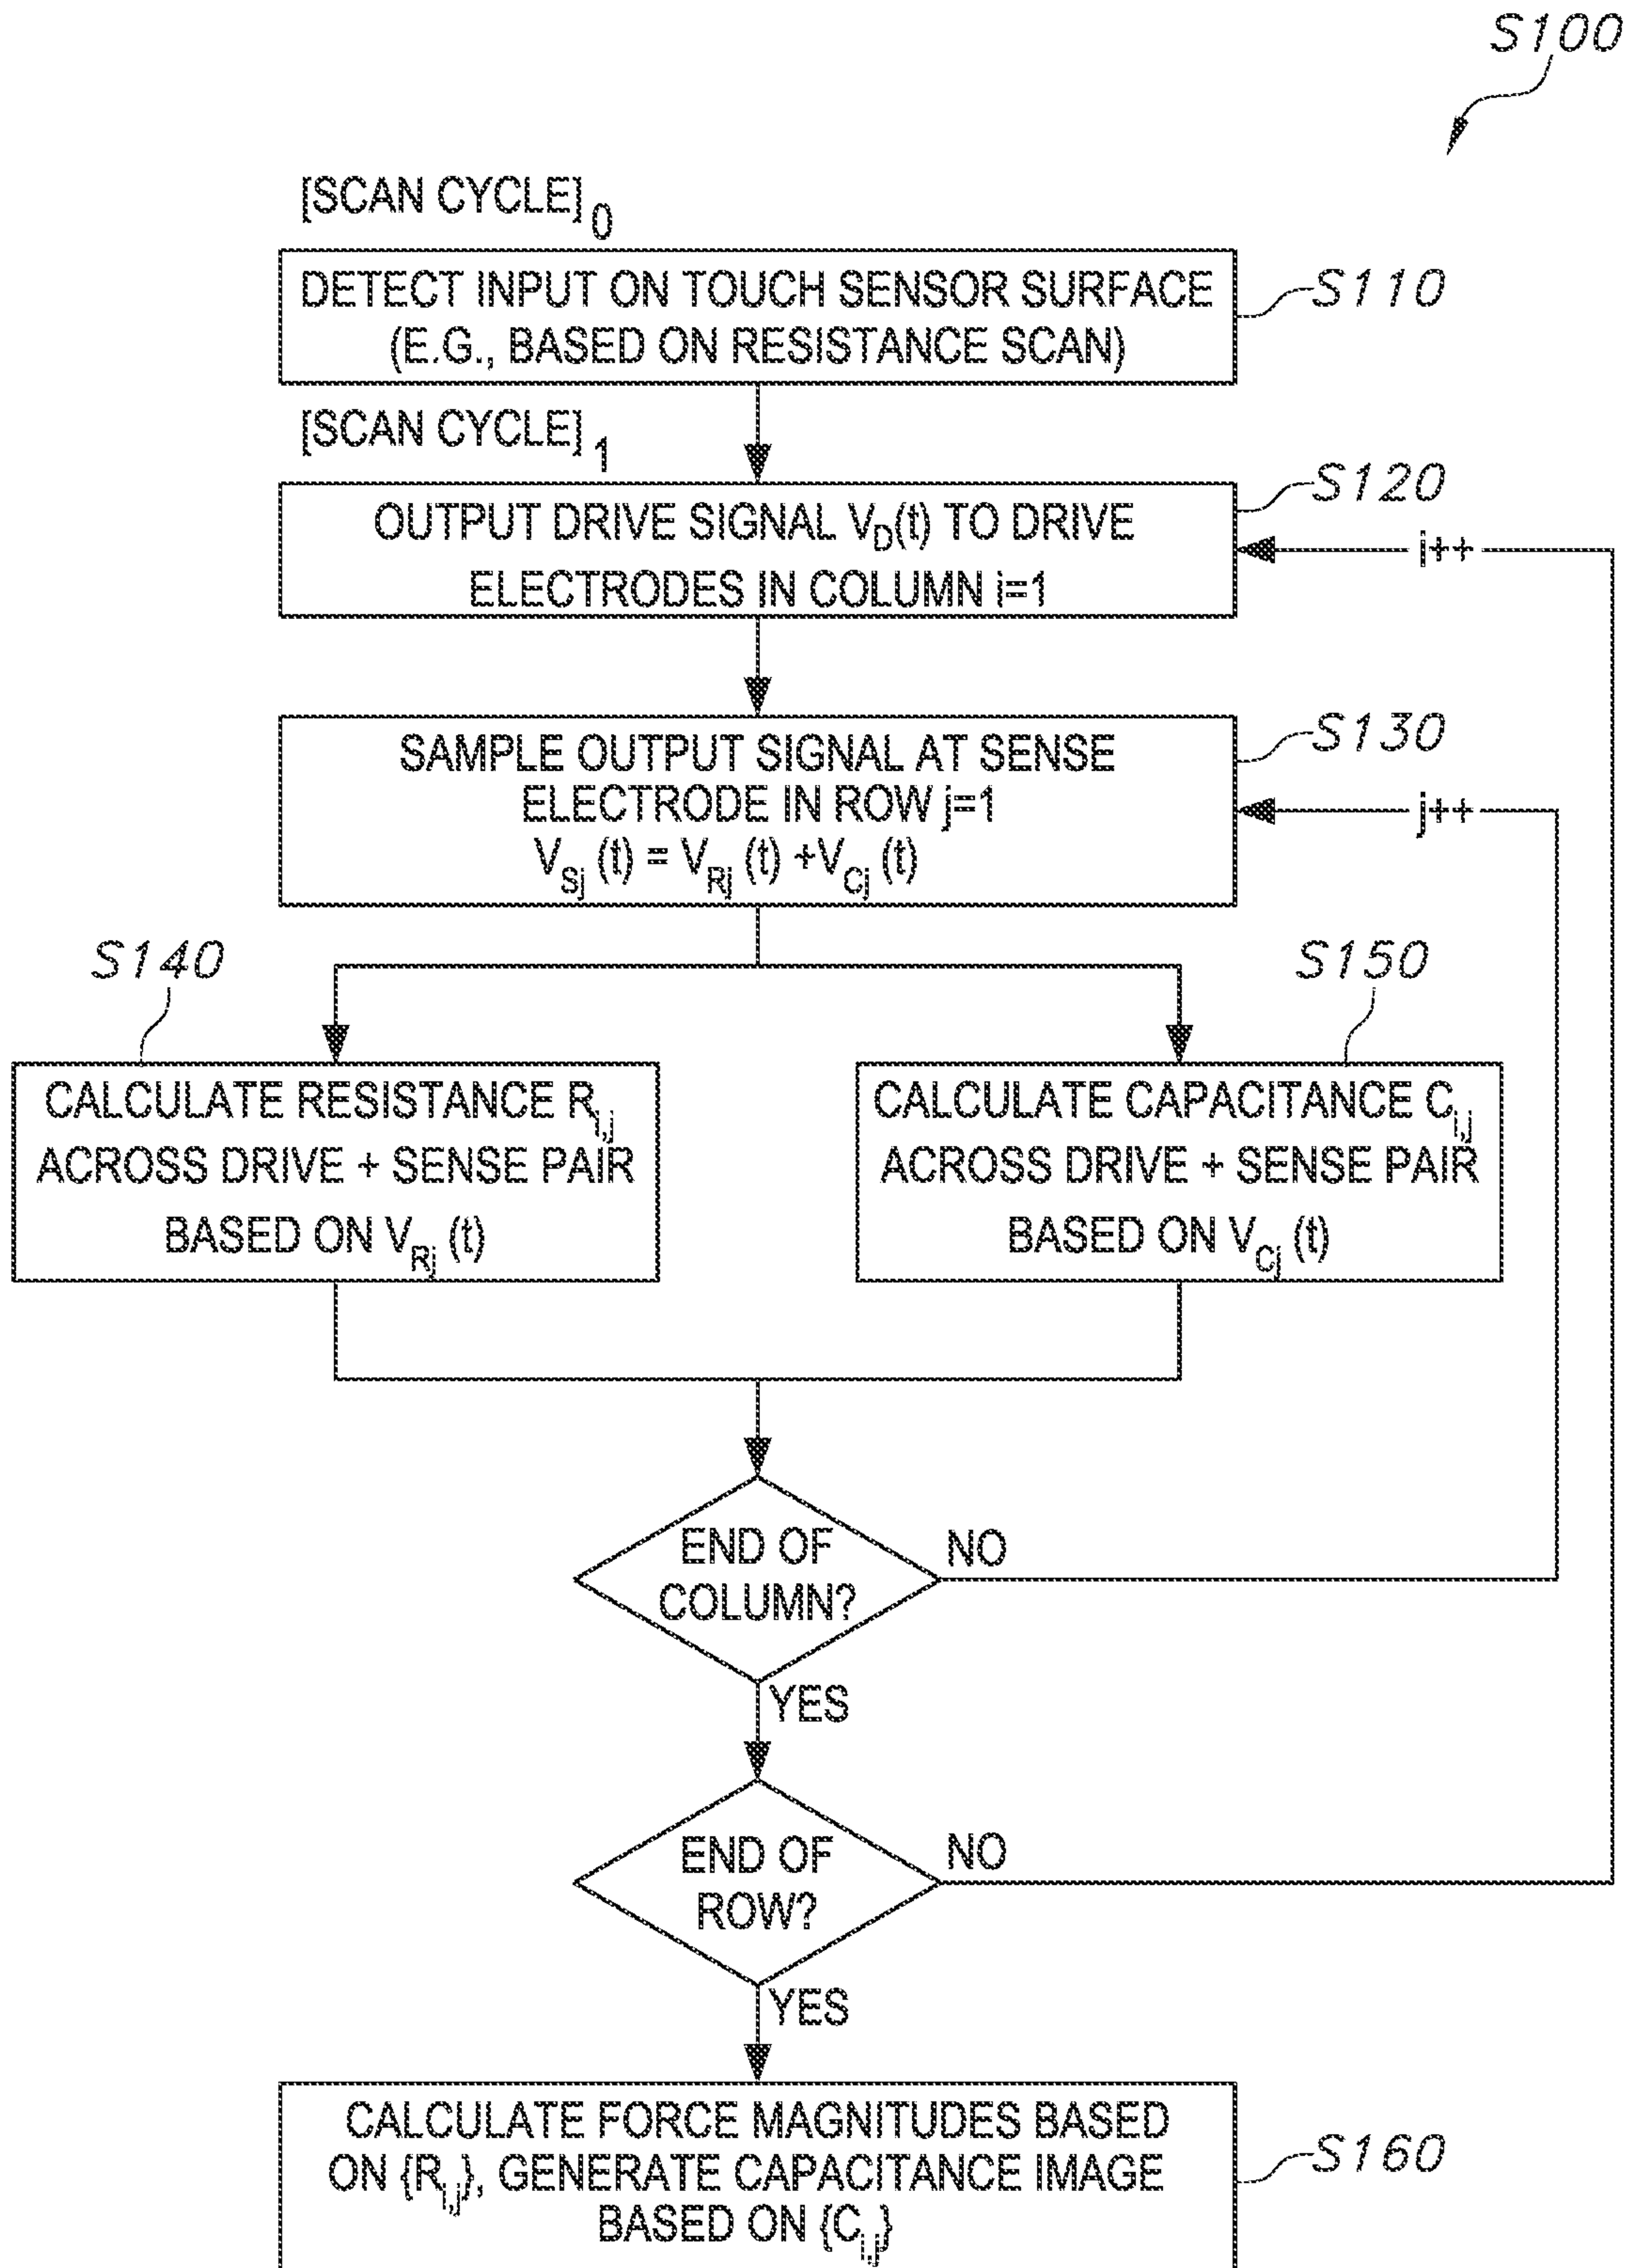 S100
[SCAN CYCLE]0
DETECT INPUT ON TOUCH SENSOR SURFACE
(E.G., BASED ON RESISTANCE SCAN)
S110
[SCAN CYCLE]1
OUTPUT DRIVE SIGNAL VD(t) TO DRIVE
ELECTRODES IN COLUMN i=1
S120
i++
SAMPLE OUTPUT SIGNAL AT SENSE
ELECTRODE IN ROW j=1
VSj (t) = VRj (t) +VCj (t)
S130
j++
S140
CALCULATE RESISTANCE Ri,j
ACROSS DRIVE + SENSE PAIR
BASED ON VRj (t)
S150
CALCULATE CAPACITANCE Ci,j
ACROSS DRIVE + SENSE PAIR
BASED ON VCj (t)
END OF
COLUMN?
NO
YES
END OF
ROW?
NO
YES
CALCULATE FORCE MAGNITUDES BASED
ON {Ri,j}, GENERATE CAPACITANCE IMAGE
BASED ON {Ci,j}
S160